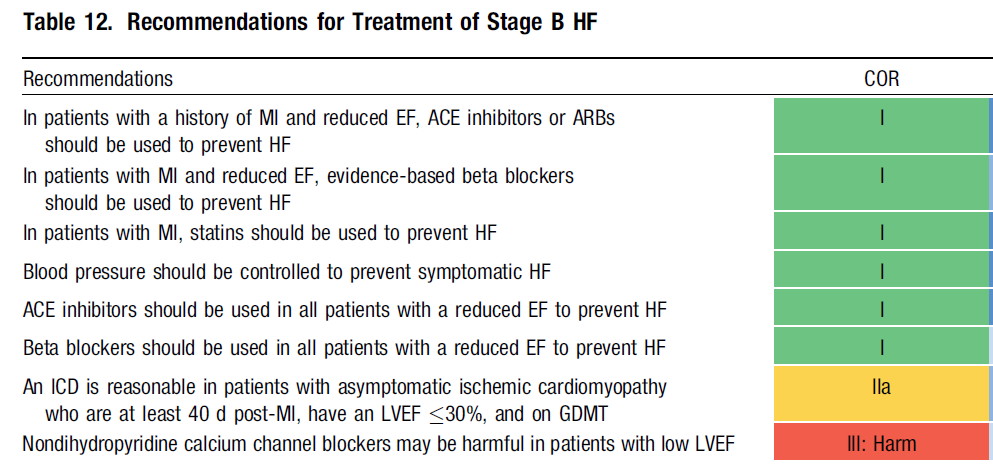 Table 12. Recommendations for Treatment of Stage B HF
Recommendations COR
In patients with a history of MI and reduced EF, ACE inhibitors or ARBs I
should be used to prevent HF
In patients with MI and reduced EF, evidence-based beta blockers I
should be used to prevent HF
In patients with MI, statins should be used to prevent HF I
Blood pressure should be controlled to prevent symptomatic HF I
ACE inhibitors should be used in all patients with a reduced EF to prevent HF I
Beta blockers should be used in all patients with a reduced EF to prevent HF I
An ICD is reasonable in patients with asymptomatic ischemic cardiomyopathy IIa
who are at least 40 d post-MI, have an LVEF ≤30%, and on GDMT
Nondihydropyridine calcium channel blockers may be harmful in patients with low LVEF III: Harm